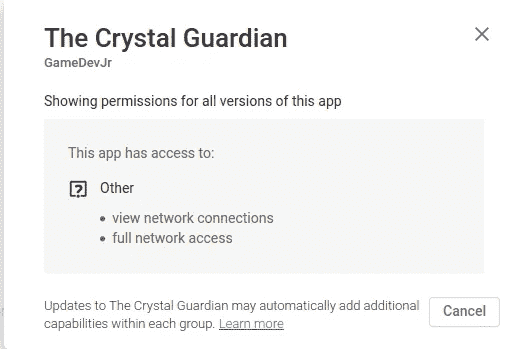 The Crystal Guardian
GameDevJr
Showing permissions for all versions of this app
This app has access to:
Other
• view network connections
• full network access
Updates to The Crystal Guardian may automatically add additional
capabilities within each group. Learn more
Cancel